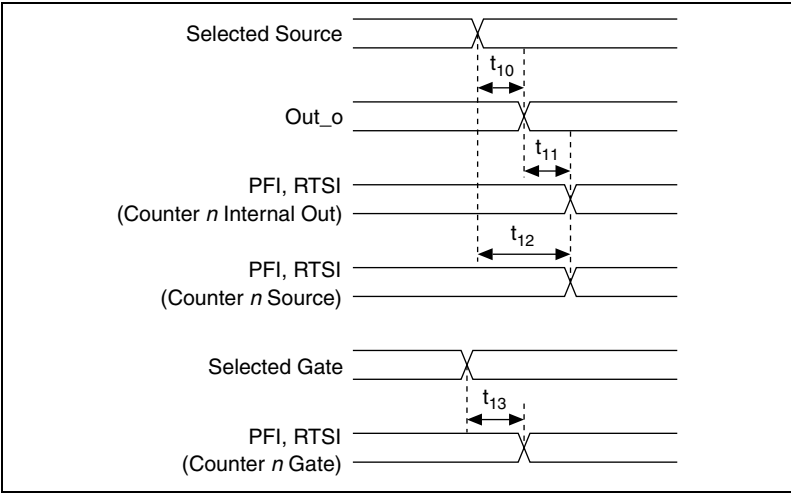 Selected Source
t10
Out_o
t11
PFI, RTSI
(Counter n Internal Out)
t12
PFI, RTSI
(Counter n Source)
Selected Gate
t13
PFI, RTSI
(Counter n Gate)